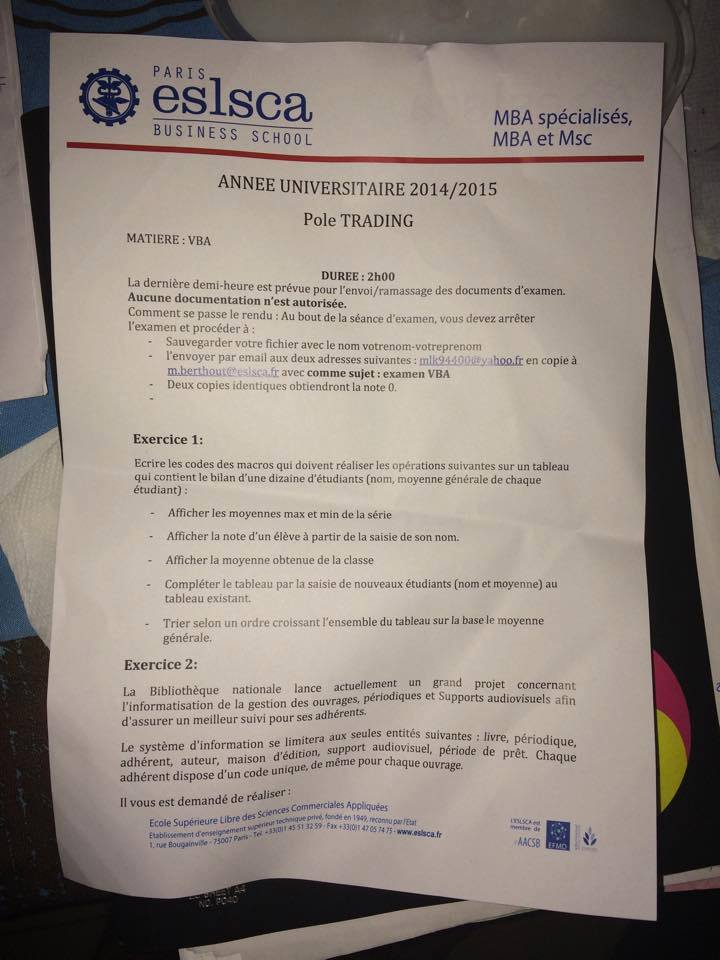 PARIS
eslsca
BUSINESS SCHOOL
MBA spécialisés,
MBA et Msc
ANNEE UNIVERSITAIRE 2014/2015
Pole TRADING
MATIERE : VBA
DUREE : 2h00
La dernière demi-heure est prévue pour l'envoi/ramassage des documents d'examen.
Aucune documentation n'est autorisée.
Comment se passe le rendu : Au bout de la séance d'examen, vous devez arrêter
l'examen et procéder à :
- Sauvegarder votre fichier avec le nom votrenom-votreprenom
- l'envoyer par email aux deux adresses suivantes : mlk94400@yahoo.fr en copie à
m.berthout@eslsca.fr avec comme sujet : examen VBA
- Deux copies identiques obtiendront la note 0.
-
Exercice 1:
Ecrire les codes des macros qui doivent réaliser les opérations suivantes sur un tableau
qui contient le bilan d'une dizaine d'étudiants (nom, moyenne générale de chaque
étudiant) :
- Afficher les moyennes max et min de la série
- Afficher la note d'un élève à partir de la saisie de son nom.
- Afficher la moyenne obtenue de la classe
- Compléter le tableau par la saisie de nouveaux étudiants (nom et moyenne) au
tableau existant.
- Trier selon un ordre croissant l'ensemble du tableau sur la base le moyenne
générale.
Exercice 2:
La Bibliothèque nationale lance actuellement un grand projet concernant
l'informatisation de la gestion des ouvrages, périodiques et Supports audiovisuels afin
d'assurer un meilleur suivi pour ses adhérents.
Le système d'information se limitera aux seules entités suivantes : livre, périodique,
adhérent, auteur, maison d'édition, support audiovisuel, période de prêt. Chaque
adhérent dispose d'un code unique, de même pour chaque ouvrage.
Il vous est demandé de réaliser :
Ecole Supérieure Libre des Sciences Commerciales Appliquées
Etablissement d'enseignement supérieur technique privé, fondé en 1949, reconnu par l'Etat
1, rue Bougainville - 75007 Paris - Tél. +33(0)1 45 51 32 59 - Fax +33(0)1 47 05 74 75 - www.eslsca.fr
L'ESLSCA est
membre de
AACSB
EFMD
NO. P040